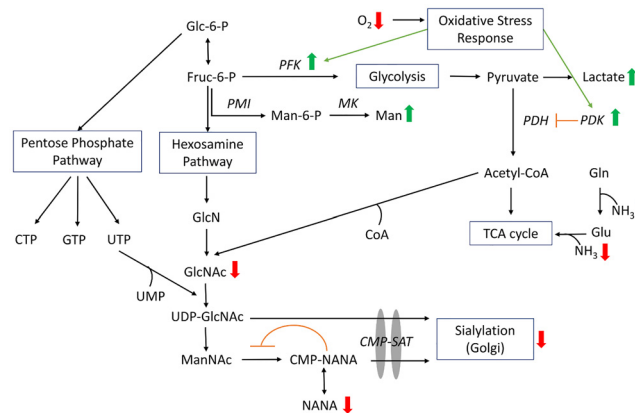 O2
Oxidative Stress
Response
Glc-6-P
PFK
Fruc-6-P
Glycolysis
Pyruvate
Lactate
PMI
MK
Man-6-P
Man
PDH
PDK
Pentose Phosphate
Pathway
Hexosamine
Pathway
Acetyl-CoA
Gln
NH3
GlcN
CTP
GTP
UTP
CoA
TCA cycle
Glu
NH3
GlcNAc
UMP
UDP-GlcNAc
Sialylation
(Golgi)
CMP-SAT
ManNAc
CMP-NANA
NANA